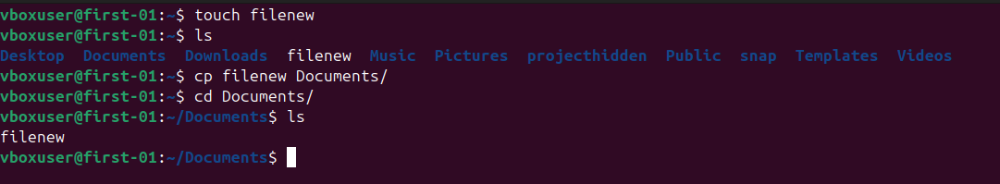 vboxuser@first-01:~$ touch filenew
vboxuser@first-01:~$ ls
Desktop  Documents  Downloads  filenew  Music  Pictures  projecthidden  Public  snap  Templates  Videos
vboxuser@first-01:~$ cp filenew Documents/
vboxuser@first-01:~$ cd Documents/
vboxuser@first-01:~/Documents$ ls
filenew
vboxuser@first-01:~/Documents$